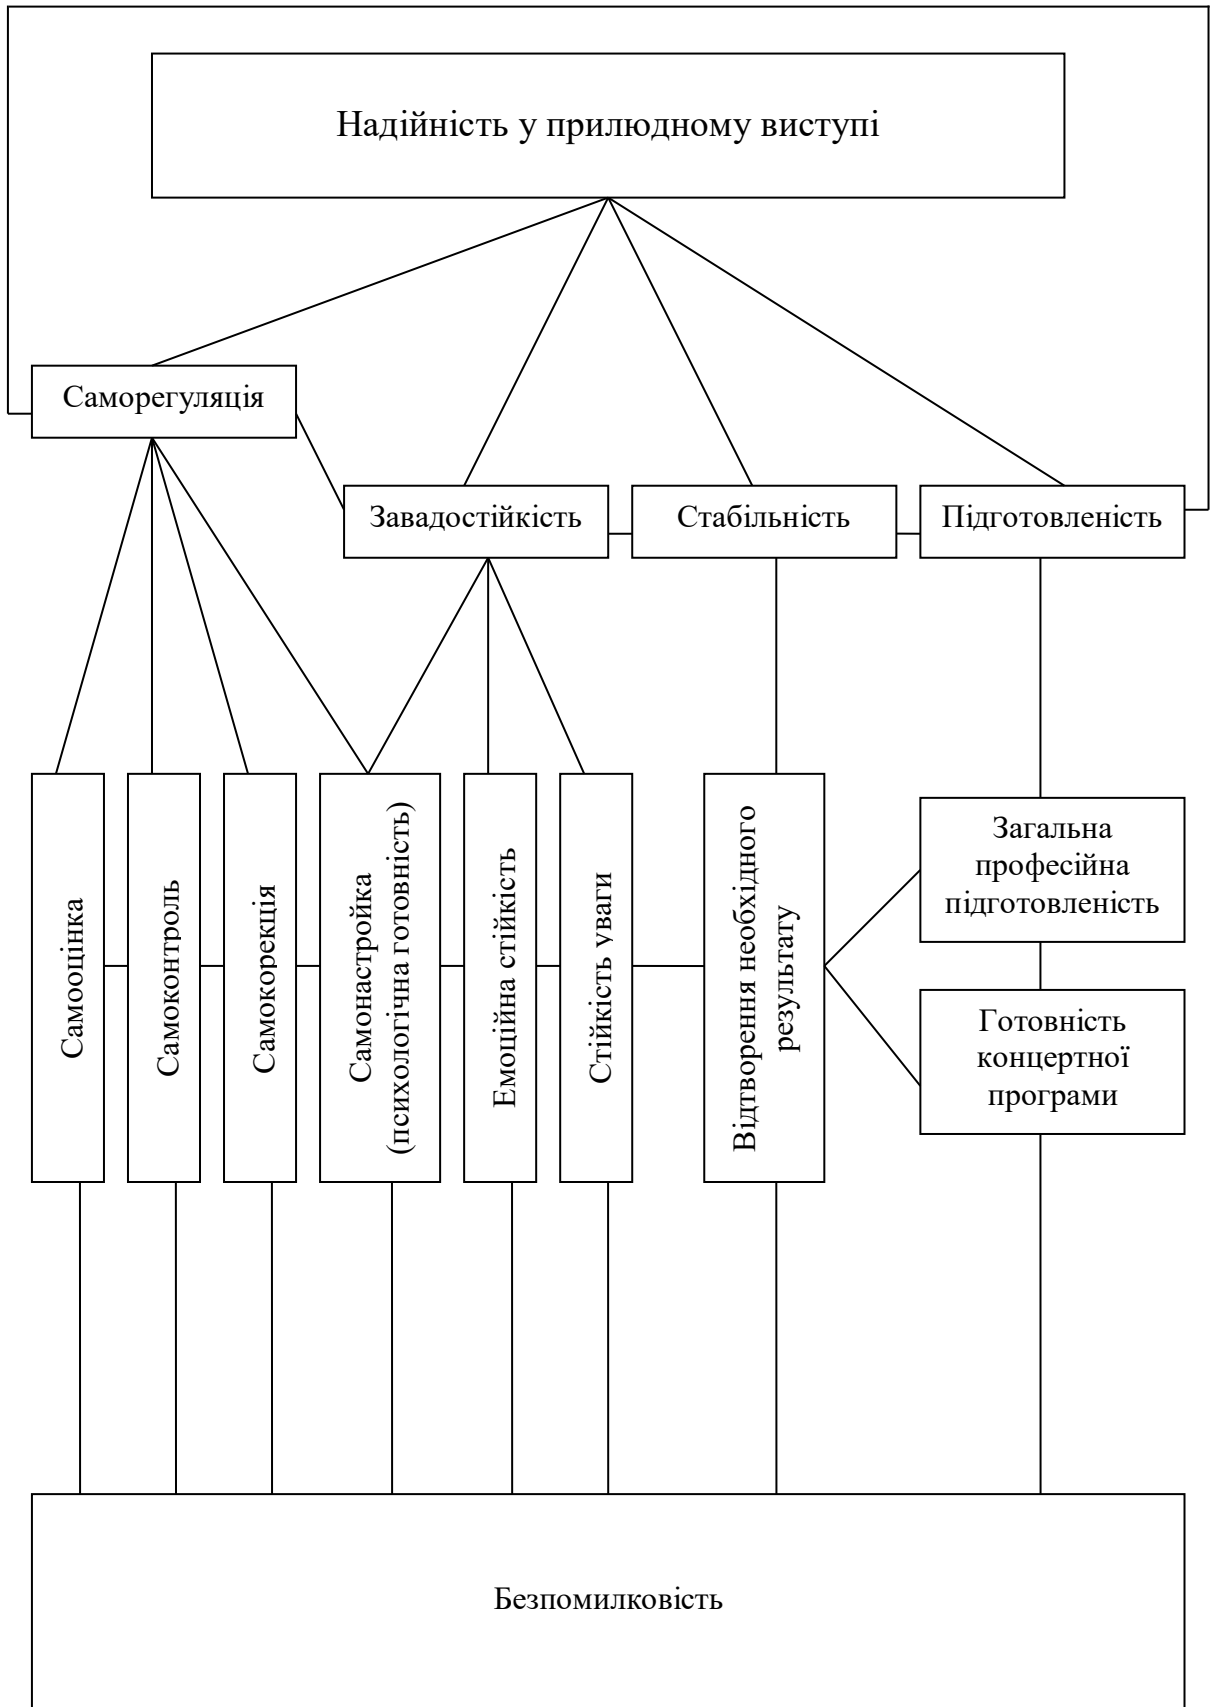 Надійність у прилюдному виступі
Саморегуляція
Завадостійкість
Стабільність
Підготовленість
Самооцінка
Самоконтроль
Самокорекція
Самонастройка
(психологічна готовність)
Емоційна стійкість
Стійкість уваги
Відтворення необхідного
результату
Загальна
професійна
підготовленість
Готовність
концертної
програми
Безпомилковість